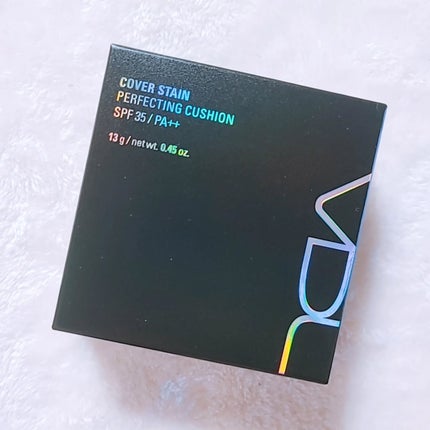 COVER STAIN
PERFECTING CUSHION
SPF 35 / PA++
13 g / net wt. 0.45 oz.
VDL